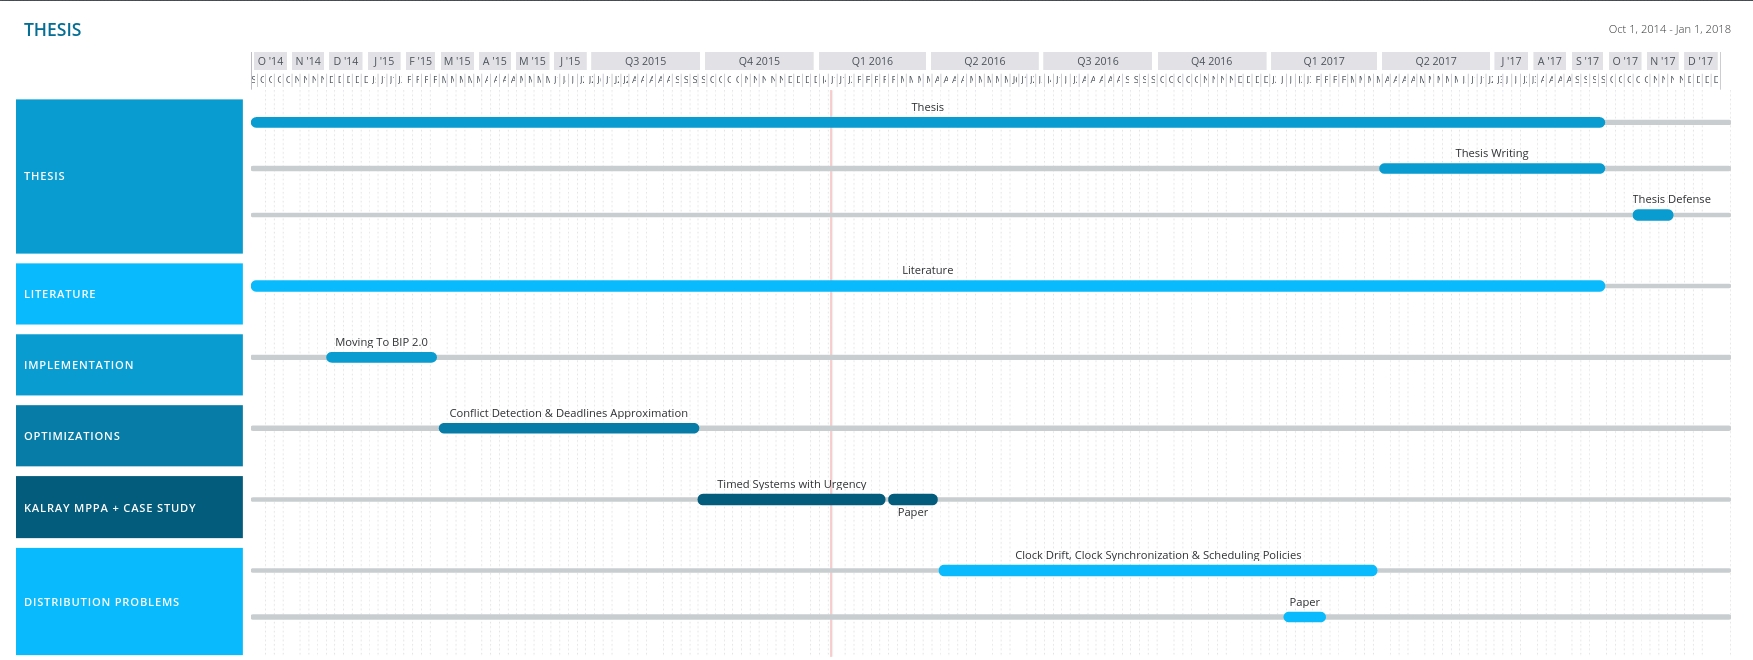 THESIS
Oct 1, 2014 - Jan 1, 2018
O '14 N '14 D '14 J '15 F '15 M '15 A '15 M '15 J '15 Q3 2015 Q4 2015 Q1 2016 Q2 2016 Q3 2016 Q4 2016 Q1 2017 Q2 2017 J '17 A '17 S '17 O '17 N '17 D '17
Thesis
THESIS
Thesis Writing
Thesis Defense
LITERATURE
Literature
IMPLEMENTATION
Moving To BIP 2.0
OPTIMIZATIONS
Conflict Detection & Deadlines Approximation
KALRAY MPPA + CASE STUDY
Timed Systems with Urgency
Paper
DISTRIBUTION PROBLEMS
Clock Drift, Clock Synchronization & Scheduling Policies
Paper